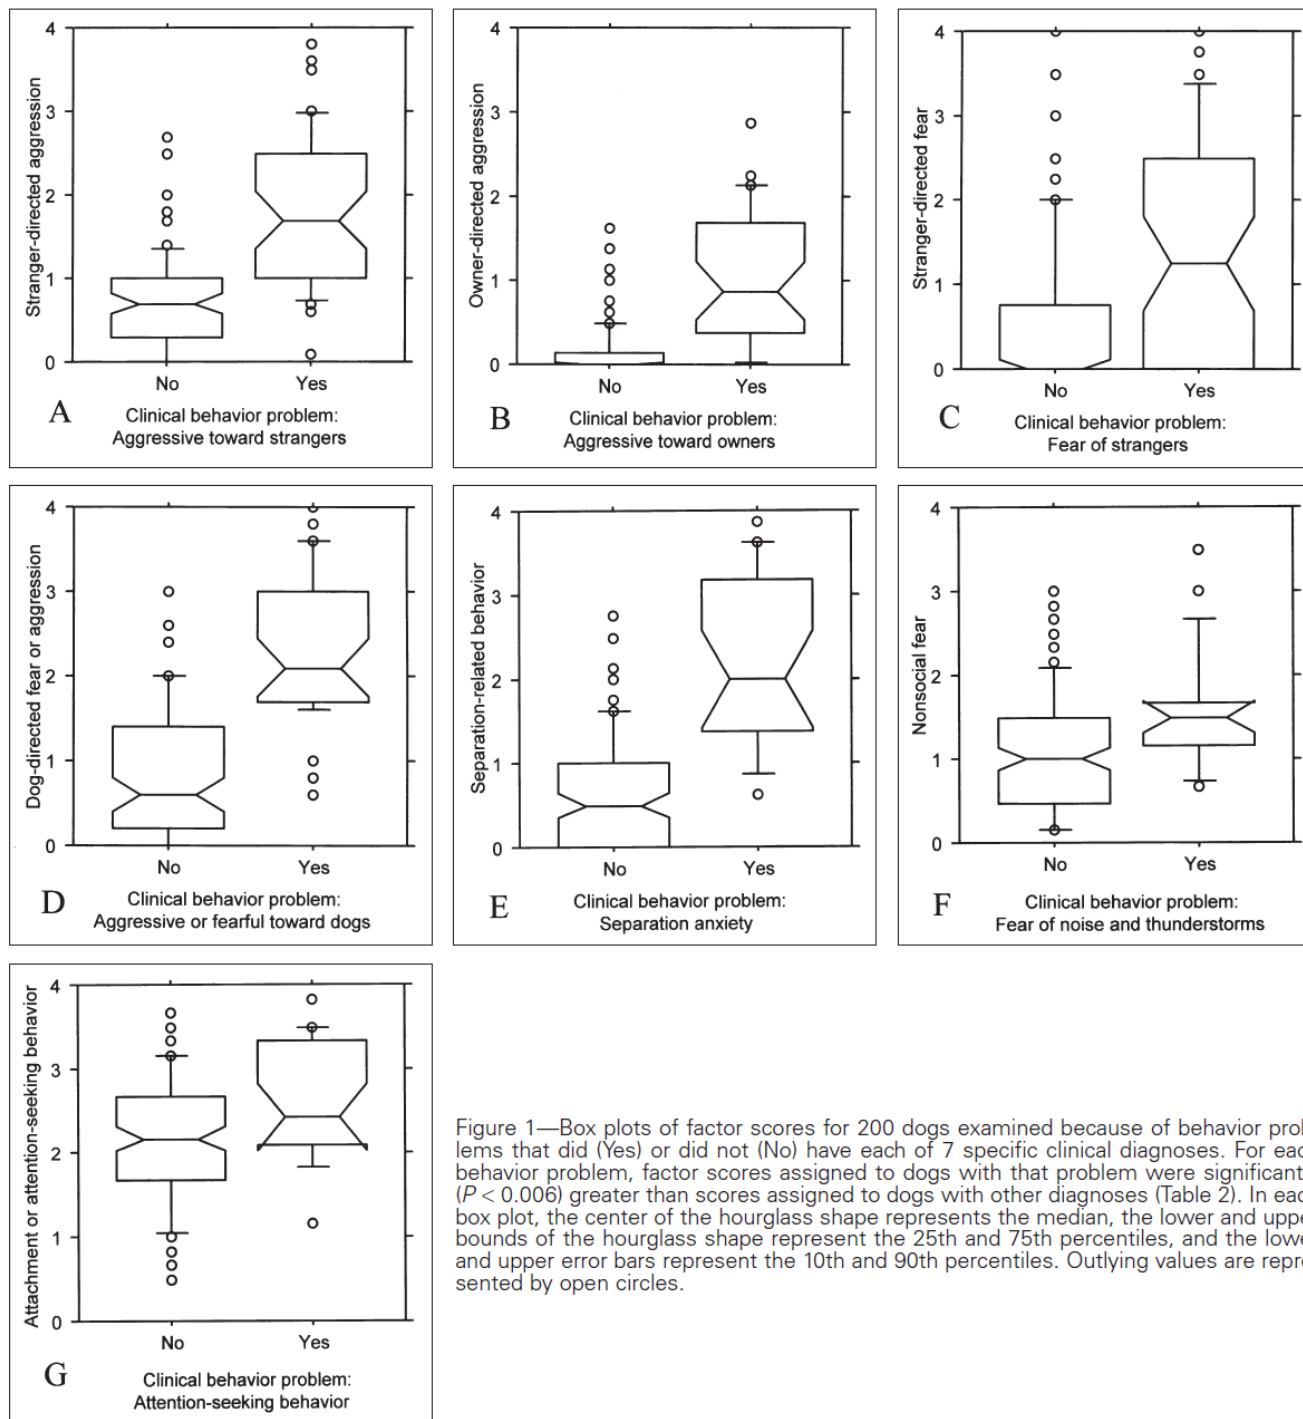 4
3
2
1
0
Stranger-directed aggression
No
Yes
A
Clinical behavior problem:
Aggressive toward strangers
4
3
2
1
0
Owner-directed aggression
No
Yes
B
Clinical behavior problem:
Aggressive toward owners
4
3
2
1
0
Stranger-directed fear
No
Yes
C
Clinical behavior problem:
Fear of strangers
4
3
2
1
0
Dog-directed fear or aggression
No
Yes
D
Clinical behavior problem:
Aggressive or fearful toward dogs
4
3
2
1
0
Separation-related behavior
No
Yes
E
Clinical behavior problem:
Separation anxiety
4
3
2
1
0
Nonsocial fear
No
Yes
F
Clinical behavior problem:
Fear of noise and thunderstorms
4
3
2
1
0
Attachment or attention-seeking behavior
No
Yes
G
Clinical behavior problem:
Attention-seeking behavior
Figure 1—Box plots of factor scores for 200 dogs examined because of behavior prob
lems that did (Yes) or did not (No) have each of 7 specific clinical diagnoses. For eac
behavior problem, factor scores assigned to dogs with that problem were significant
(P < 0.006) greater than scores assigned to dogs with other diagnoses (Table 2). In eac
box plot, the center of the hourglass shape represents the median, the lower and uppe
bounds of the hourglass shape represent the 25th and 75th percentiles, and the lowe
and upper error bars represent the 10th and 90th percentiles. Outlying values are repre
sented by open circles.